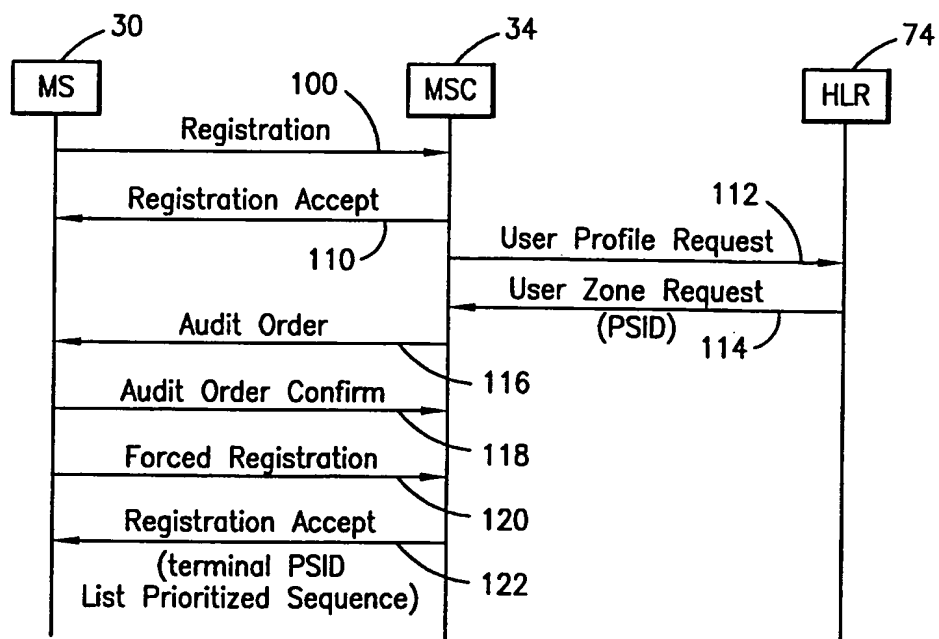 30
34
74
MS
MSC
HLR
100
Registration
Registration Accept
110
112
User Profile Request
User Zone Request
(PSID)
114
Audit Order
116
Audit Order Confirm
118
Forced Registration
120
Registration Accept
(terminal PSID
List Prioritized Sequence)
122